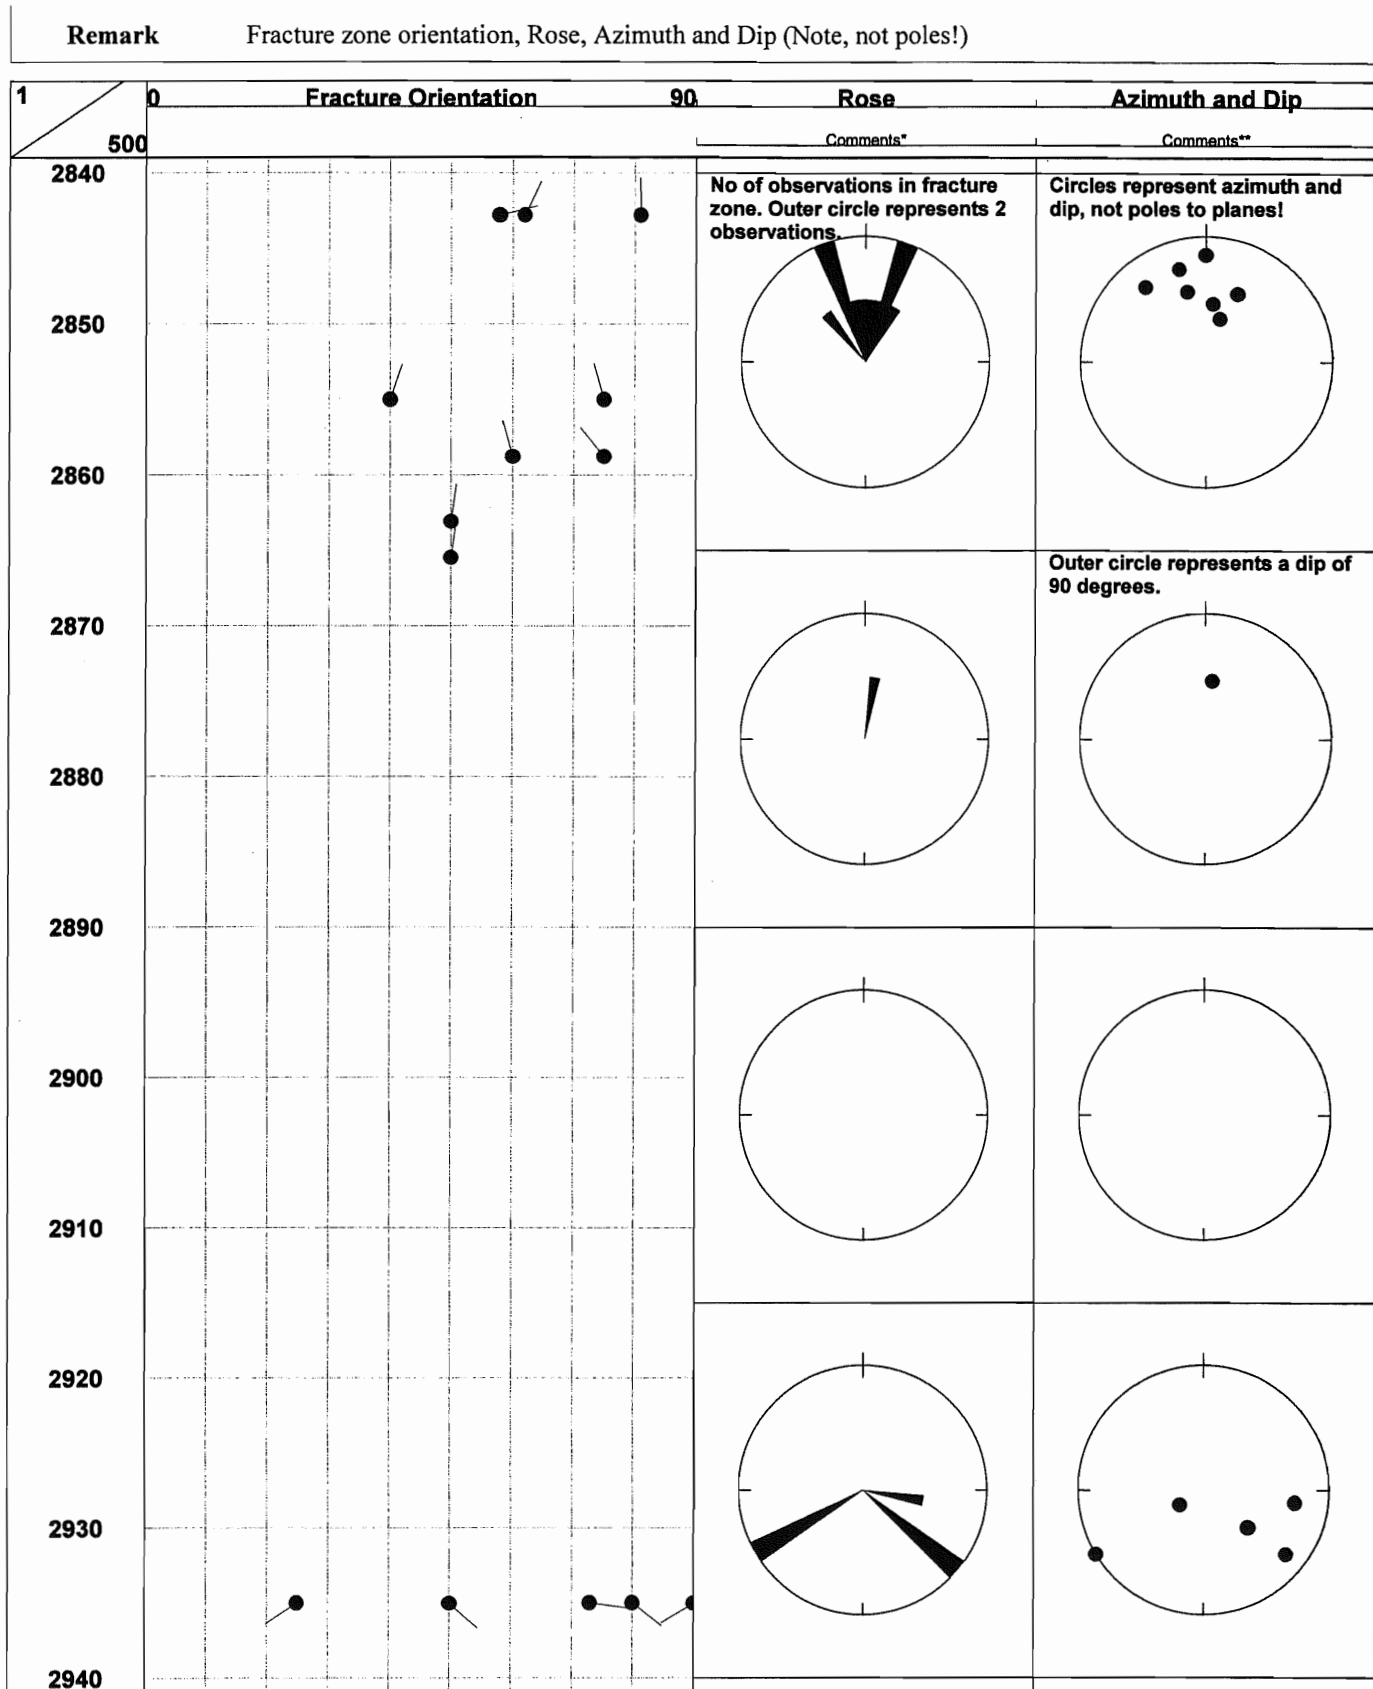 Remark Fracture zone orientation, Rose, Azimuth and Dip (Note, not poles!)
1 0 Fracture Orientation 90 Rose Azimuth and Dip
500 Comments* Comments**
2840
No of observations in fracture
zone. Outer circle represents 2
observations.
Circles represent azimuth and
dip, not poles to planes!
2850
2860
Outer circle represents a dip of
90 degrees.
2870
2880
2890
2900
2910
2920
2930
2940